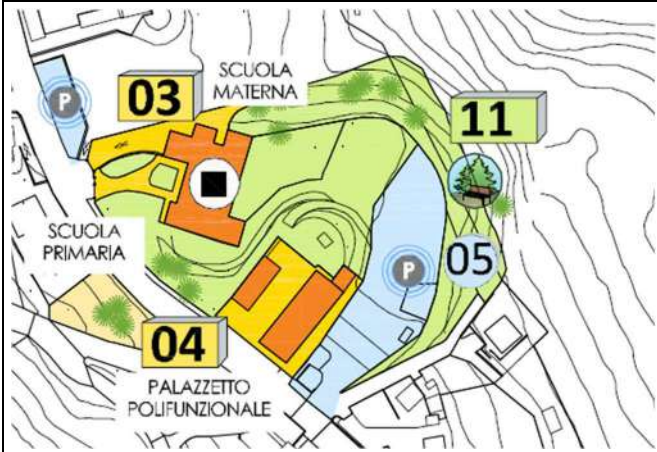 SCUOLA
MATERNA
03
P
11
SCUOLA
PRIMARIA
P
05
04
PALAZZETTO
POLIFUNZIONALE